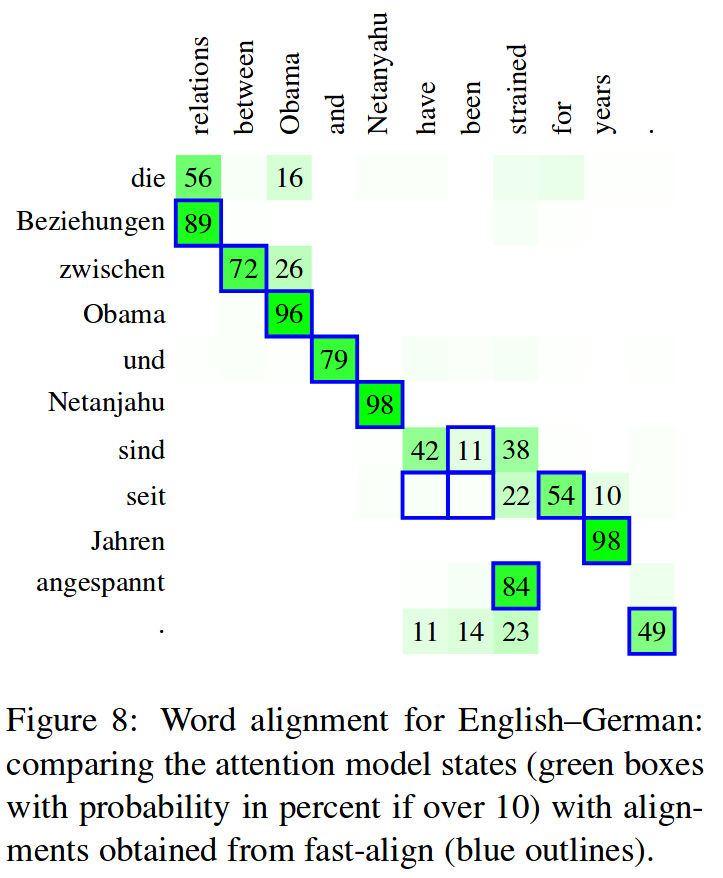 relations between Obama and Netanyahu have been strained for years .
die 56 16
Beziehungen 89
zwischen 72 26
Obama 96
und 79
Netanjahu 98
sind 42 11 38
seit 22 54 10
Jahren 98
angespannt 84
. 11 14 23 49
Figure 8: Word alignment for English–German:
comparing the attention model states (green boxes
with probability in percent if over 10) with align-
ments obtained from fast-align (blue outlines).